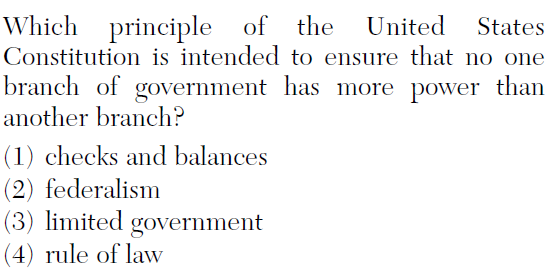 Which principle of the United States
Constitution is intended to ensure that no one
branch of government has more power than
another branch?
(1) checks and balances
(2) federalism
(3) limited government
(4) rule of law